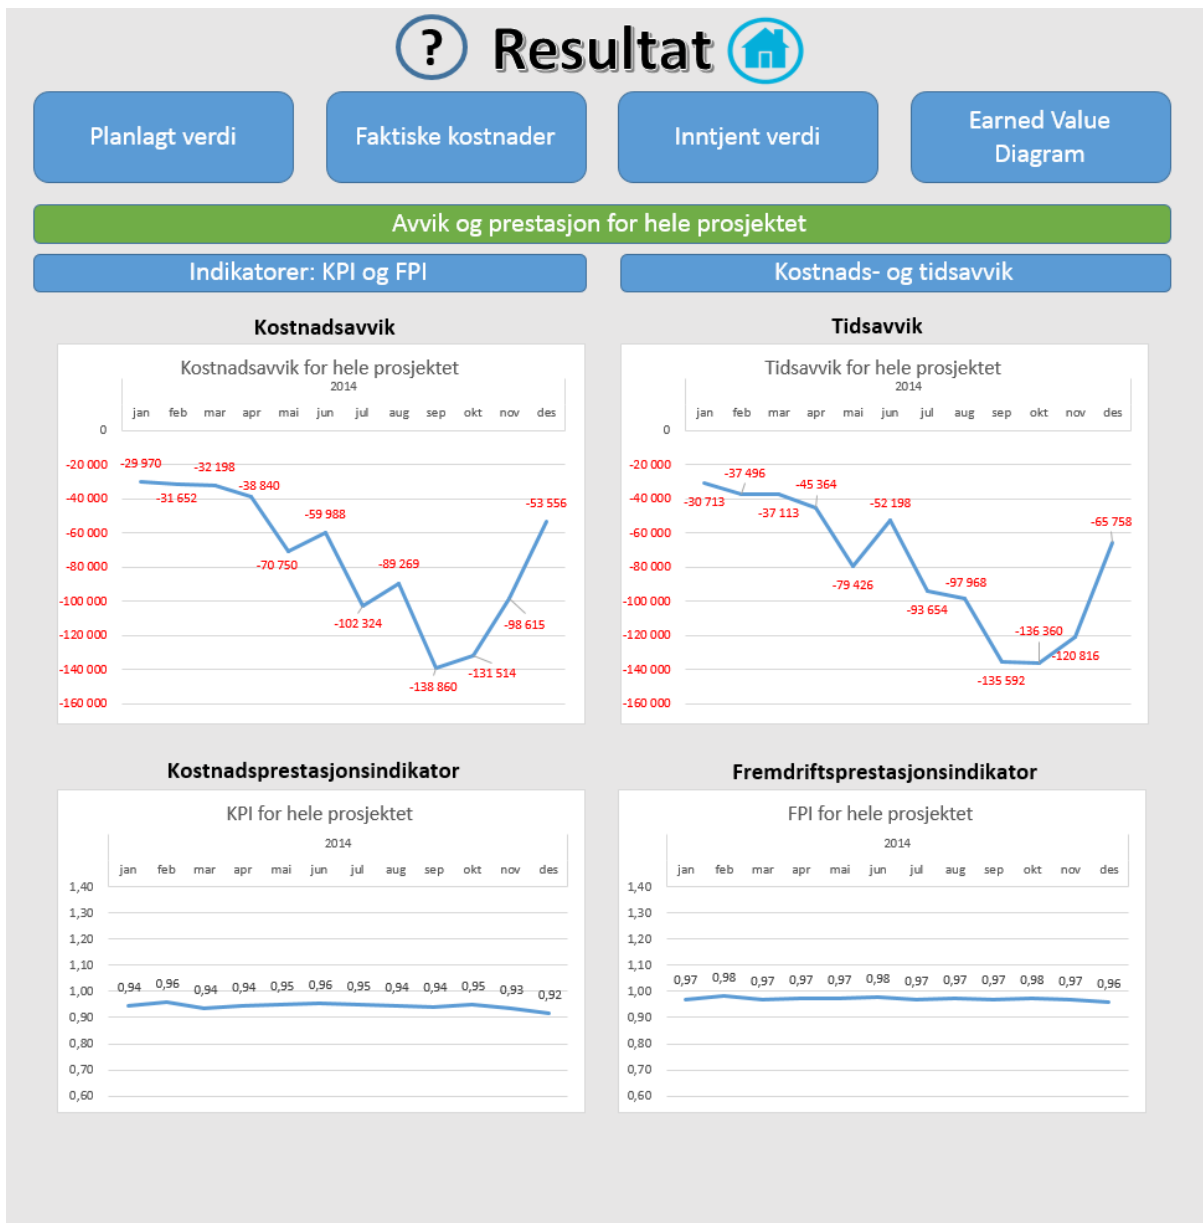 ? Resultat
Planlagt verdi
Faktiske kostnader
Inntjent verdi
Earned Value
Diagram
Avvik og prestasjon for hele prosjektet
Indikatorer: KPI og FPI
Kostnads- og tidsavvik
Kostnadsavvik
Kostnadsavvik for hele prosjektet
2014
jan feb mar apr mai jun jul aug sep okt nov des
0
-20 000
-40 000
-60 000
-80 000
-100 000
-120 000
-140 000
-160 000
-29 970
-31 652
-32 198
-38 840
-70 750
-59 988
-102 324
-89 269
-138 860
-131 514
-98 615
-53 556
Tidsavvik
Tidsavvik for hele prosjektet
2014
jan feb mar apr mai jun jul aug sep okt nov des
0
-20 000
-40 000
-60 000
-80 000
-100 000
-120 000
-140 000
-160 000
-30 713
-37 496
-37 113
-45 364
-79 426
-52 198
-93 654
-97 968
-135 592
-136 360
-120 816
-65 758
Kostnadsprestasjonsindikator
KPI for hele prosjektet
2014
jan feb mar apr mai jun jul aug sep okt nov des
1,40
1,30
1,20
1,10
1,00
0,90
0,80
0,70
0,60
0,94 0,96 0,94 0,94 0,95 0,96 0,95 0,94 0,94 0,95 0,93 0,92
Fremdriftsprestasjonsindikator
FPI for hele prosjektet
2014
jan feb mar apr mai jun jul aug sep okt nov des
1,40
1,30
1,20
1,10
1,00
0,90
0,80
0,70
0,60
0,97 0,98 0,97 0,97 0,97 0,98 0,97 0,97 0,97 0,98 0,97 0,96